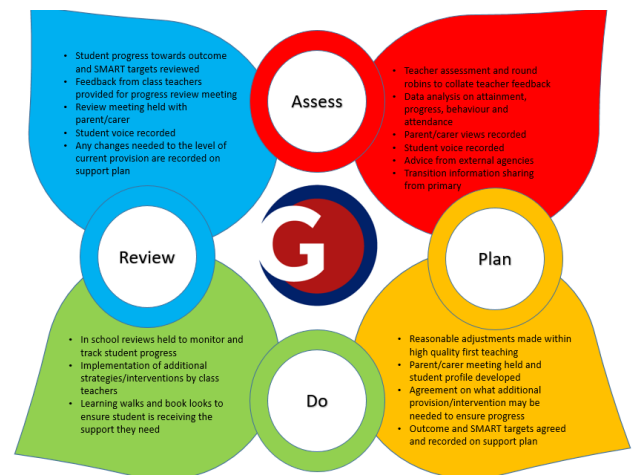 • Student progress towards outcome
and SMART targets reviewed
• Feedback from class teachers
provided for progress review meeting
• Review meeting held with
parent/carer
• Student voice recorded
• Any changes needed to the level of
current provision are recorded on
support plan
Assess
• Teacher assessment and round
robins to collate teacher feedback
• Data analysis on attainment,
progress, behaviour and
attendance
• Parent/carer views recorded
• Student voice recorded
• Advice from external agencies
• Transition information sharing
from primary
Review
G
Plan
• In school reviews held to monitor and
track student progress
• Implementation of additional
strategies/interventions by class
teachers
• Learning walks and book looks to
ensure student is receiving the
support they need
Do
• Reasonable adjustments made within
high quality first teaching
• Parent/carer meeting held and
student profile developed
• Agreement on what additional
provision/intervention may be
needed to ensure progress
• Outcome and SMART targets agreed
and recorded on support plan